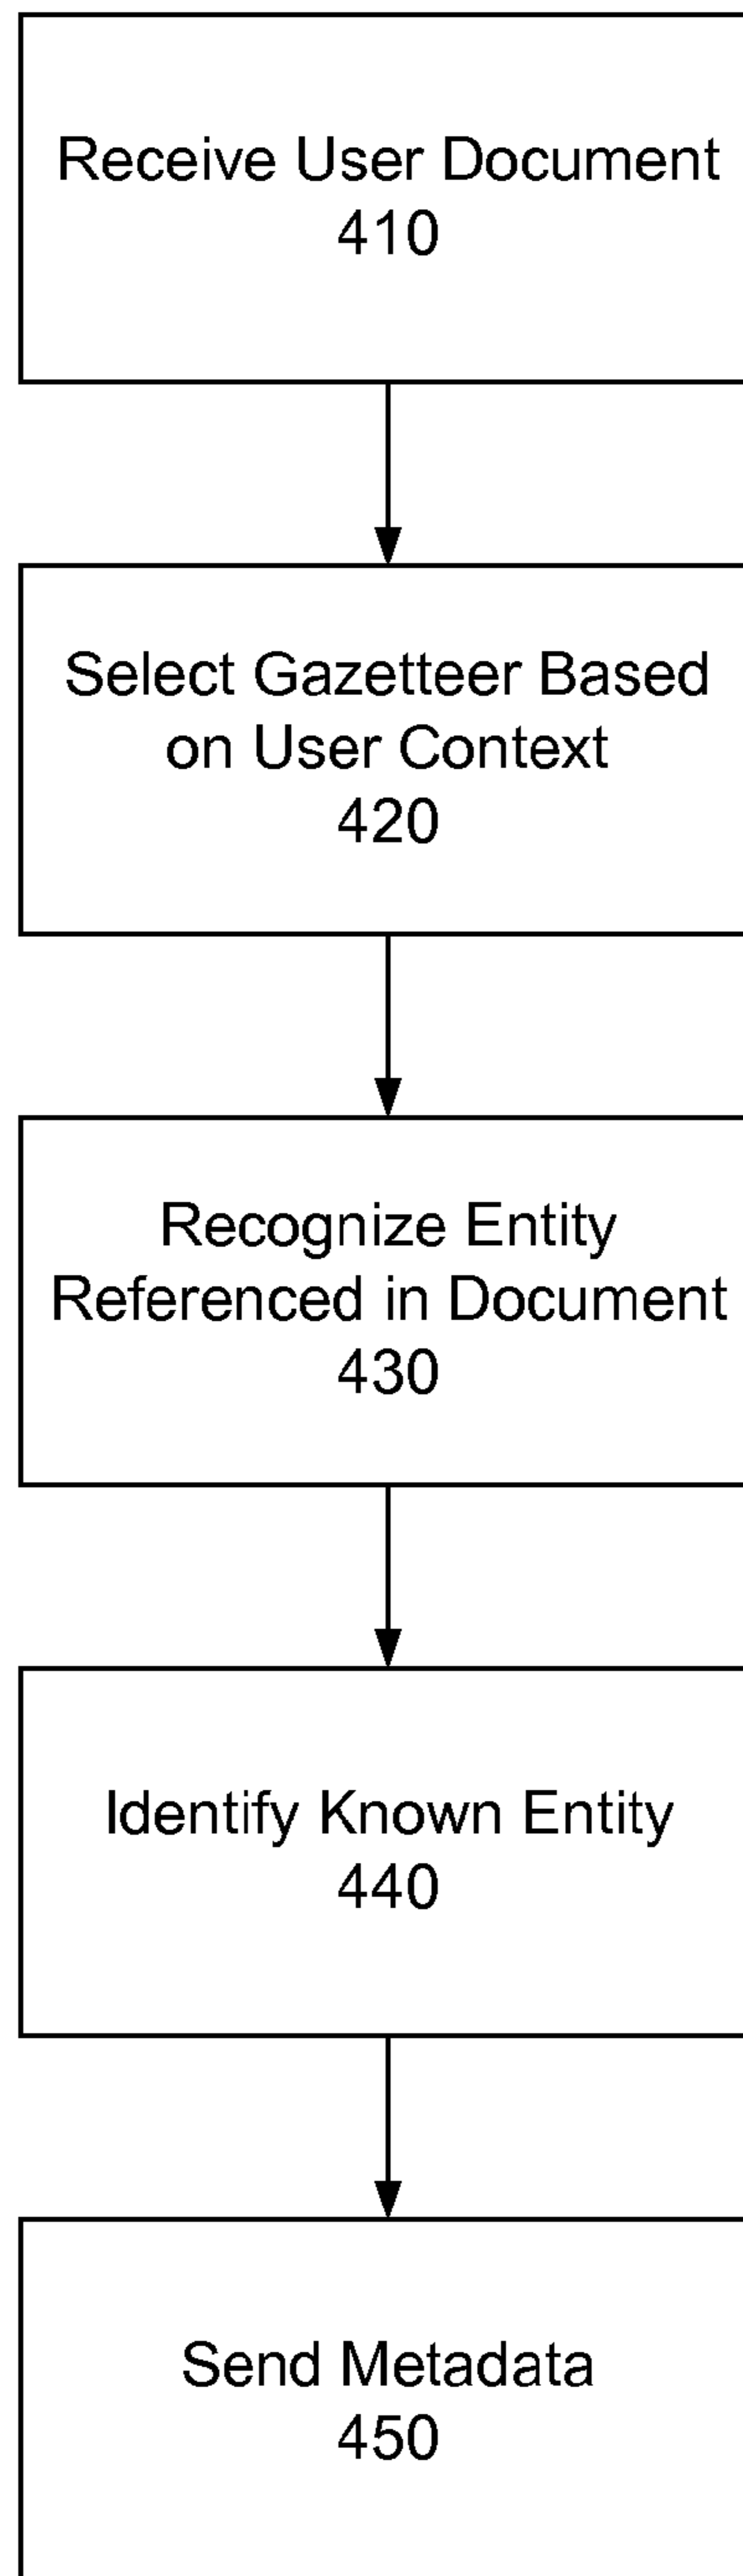 Receive User Document
410
Select Gazetteer Based
on User Context
420
Recognize Entity
Referenced in Document
430
Identify Known Entity
440
Send Metadata
450